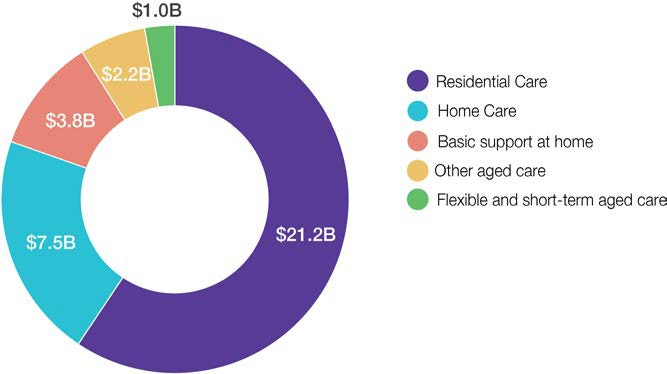 $1.0B
$2.2B
$3.8B
$7.5B
$21.2B
Residential Care
Home Care
Basic support at home
Other aged care
Flexible and short-term aged care